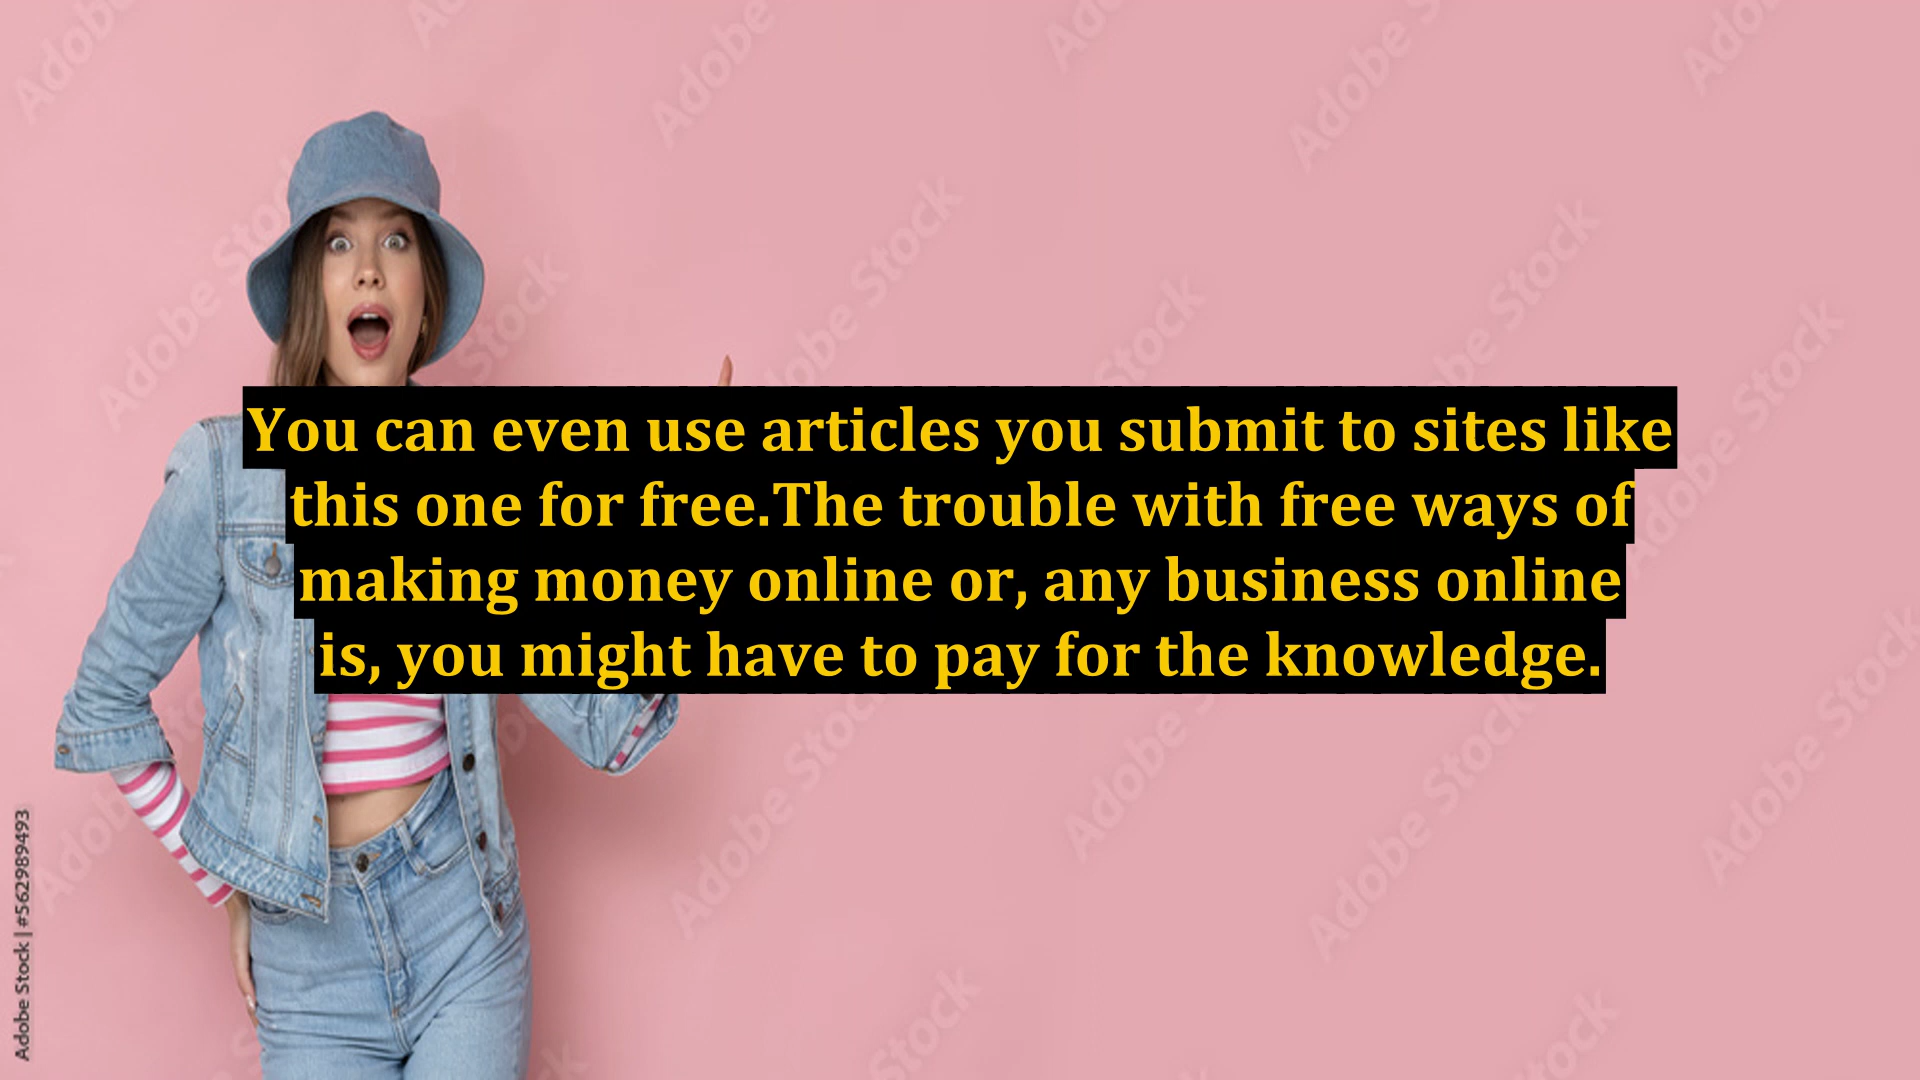 You can even use articles you submit to sites like
this one for free.The trouble with free ways of
making money online or, any business online
is, you might have to pay for the knowledge.
Adobe Stock | #562989493
Adobe Stock